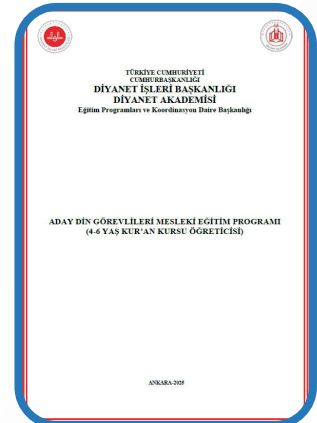 TÜRKİYE CUMHURİYETİ
CUMHURBAŞKANLIĞI
DİYANET İŞLERİ BAŞKANLIĞI
DİYANET AKADEMİSİ
Eğitim Programları ve Koordinasyon Daire Başkanlığı
ADAY DİN GÖREVLİLERİ MESLEKİ EĞİTİM PROGRAMI
(4-6 YAŞ KUR'AN KURSU ÖĞRETİCİSİ)
ANKARA-2025